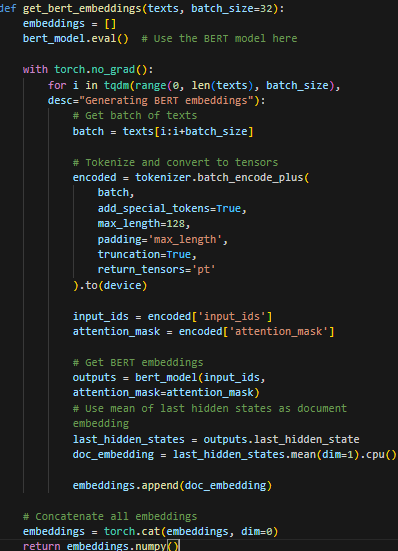 def get_bert_embeddings(texts, batch_size=32):
    embeddings = []
    bert_model.eval()  # Use the BERT model here

    with torch.no_grad():
        for i in tqdm(range(0, len(texts), batch_size),
        desc="Generating BERT embeddings"):
            # Get batch of texts
            batch = texts[i:i+batch_size]

            # Tokenize and convert to tensors
            encoded = tokenizer.batch_encode_plus(
                batch,
                add_special_tokens=True,
                max_length=128,
                padding='max_length',
                truncation=True,
                return_tensors='pt'
            ).to(device)

            input_ids = encoded['input_ids']
            attention_mask = encoded['attention_mask']

            # Get BERT embeddings
            outputs = bert_model(input_ids,
            attention_mask=attention_mask)
            # Use mean of last hidden states as document
            embedding
            last_hidden_states = outputs.last_hidden_state
            doc_embedding = last_hidden_states.mean(dim=1).cpu()

            embeddings.append(doc_embedding)

    # Concatenate all embeddings
    embeddings = torch.cat(embeddings, dim=0)
    return embeddings.numpy()